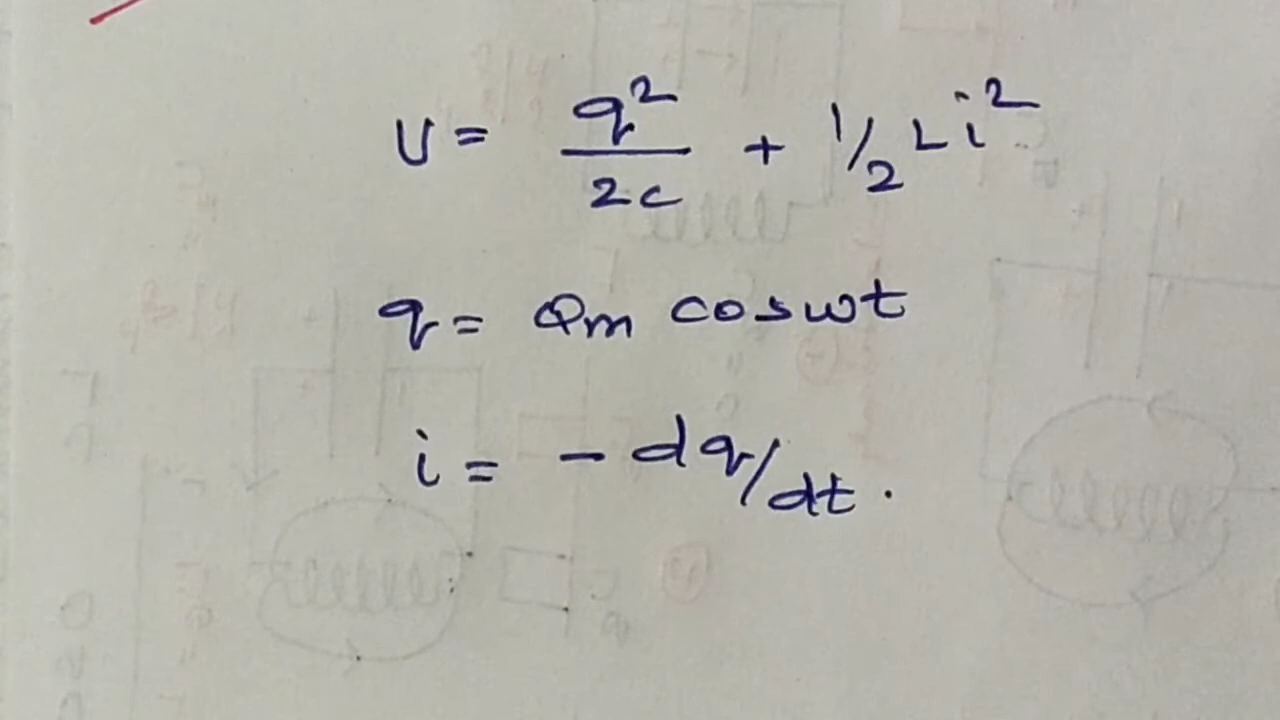 U = q²/2c + 1/2 Li²
q = Qm coswt
i = - dq/dt.